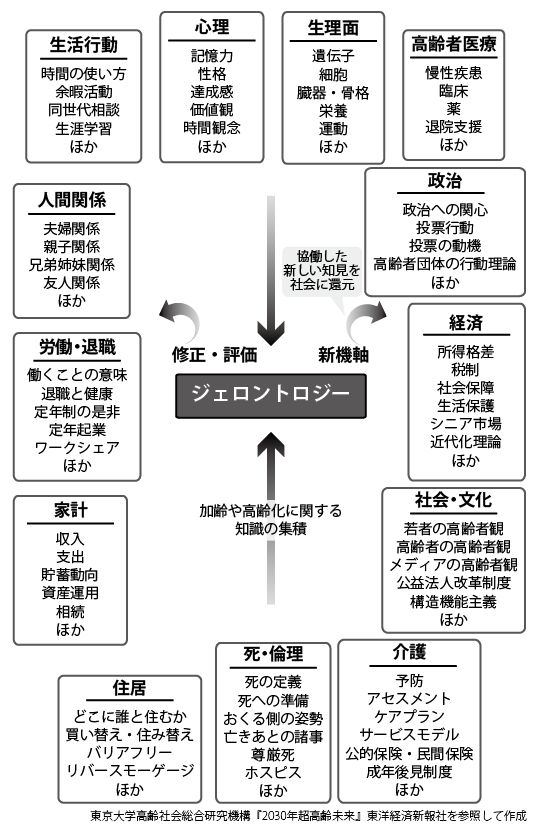 生活行動
時間の使い方
余暇活動
同世代相談
生涯学習
ほか
心理
記憶力
性格
達成感
価値観
時間観念
ほか
生理面
遺伝子
細胞
臓器・骨格
栄養
運動
ほか
高齢者医療
慢性疾患
臨床
薬
退院支援
ほか
人間関係
夫婦関係
親子関係
兄弟姉妹関係
友人関係
ほか
政治
政治への関心
投票行動
投票の動機
高齢者団体の行動理論
ほか
協働した
新しい知見を
社会に還元
修正・評価
新機軸
ジェロントロジー
労働・退職
働くことの意味
退職と健康
定年制の是非
定年起業
ワークシェア
ほか
経済
所得格差
税制
社会保障
生活保護
シニア市場
近代化理論
ほか
加齢や高齢化に関する
知識の集積
家計
収入
支出
貯蓄動向
資産運用
相続
ほか
社会・文化
若者の高齢者観
高齢者の高齢者観
メディアの高齢者観
公益法人改革制度
構造機能主義
ほか
住居
どこに誰と住むか
買い替え・住み替え
バリアフリー
リバースモーゲージ
ほか
死・倫理
死の定義
死への準備
おくる側の姿勢
亡きあとの諸事
尊厳死
ホスピス
ほか
介護
予防
アセスメント
ケアプラン
サービスモデル
公的保険・民間保険
成年後見制度
ほか
東京大学高齢社会総合研究機構『2030年超高齢未来』東洋経済新報社を参照して作成